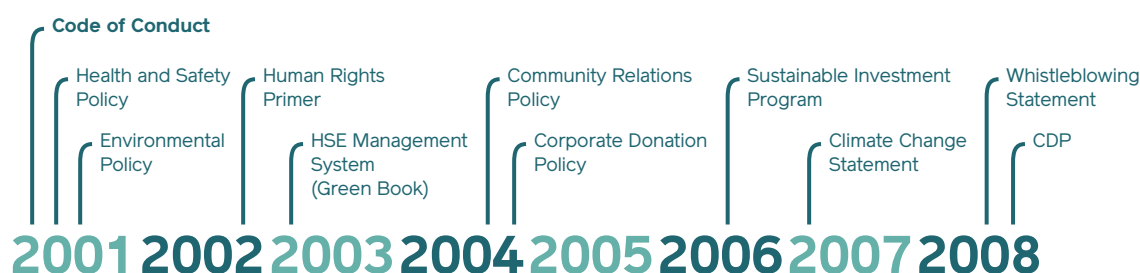 Code of Conduct
Health and Safety
Policy
Environmental
Policy
Human Rights
Primer
HSE Management
System
(Green Book)
Community Relations
Policy
Corporate Donation
Policy
Sustainable Investment
Program
Climate Change
Statement
Whistleblowing
Statement
CDP
2001 2002 2003 2004 2005 2006 2007 2008